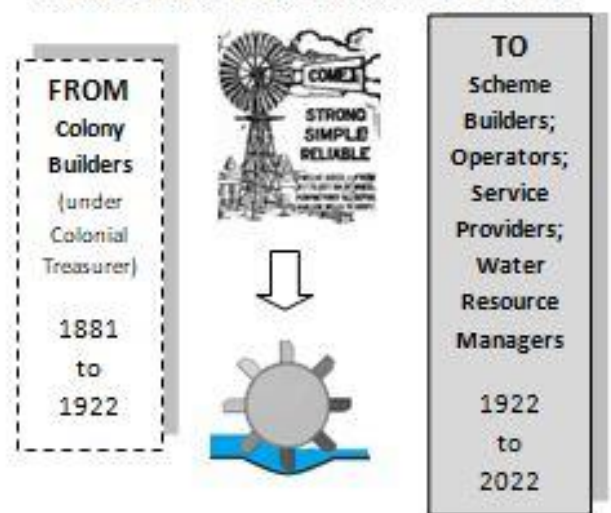 FROM
Colony
Builders
(under
Colonial
Treasurer)
1881
to
1922
COMET
STRONG
SIMPLE
RELIABLE
TO
Scheme
Builders;
Operators;
Service
Providers;
Water
Resource
Managers
1922
to
2022